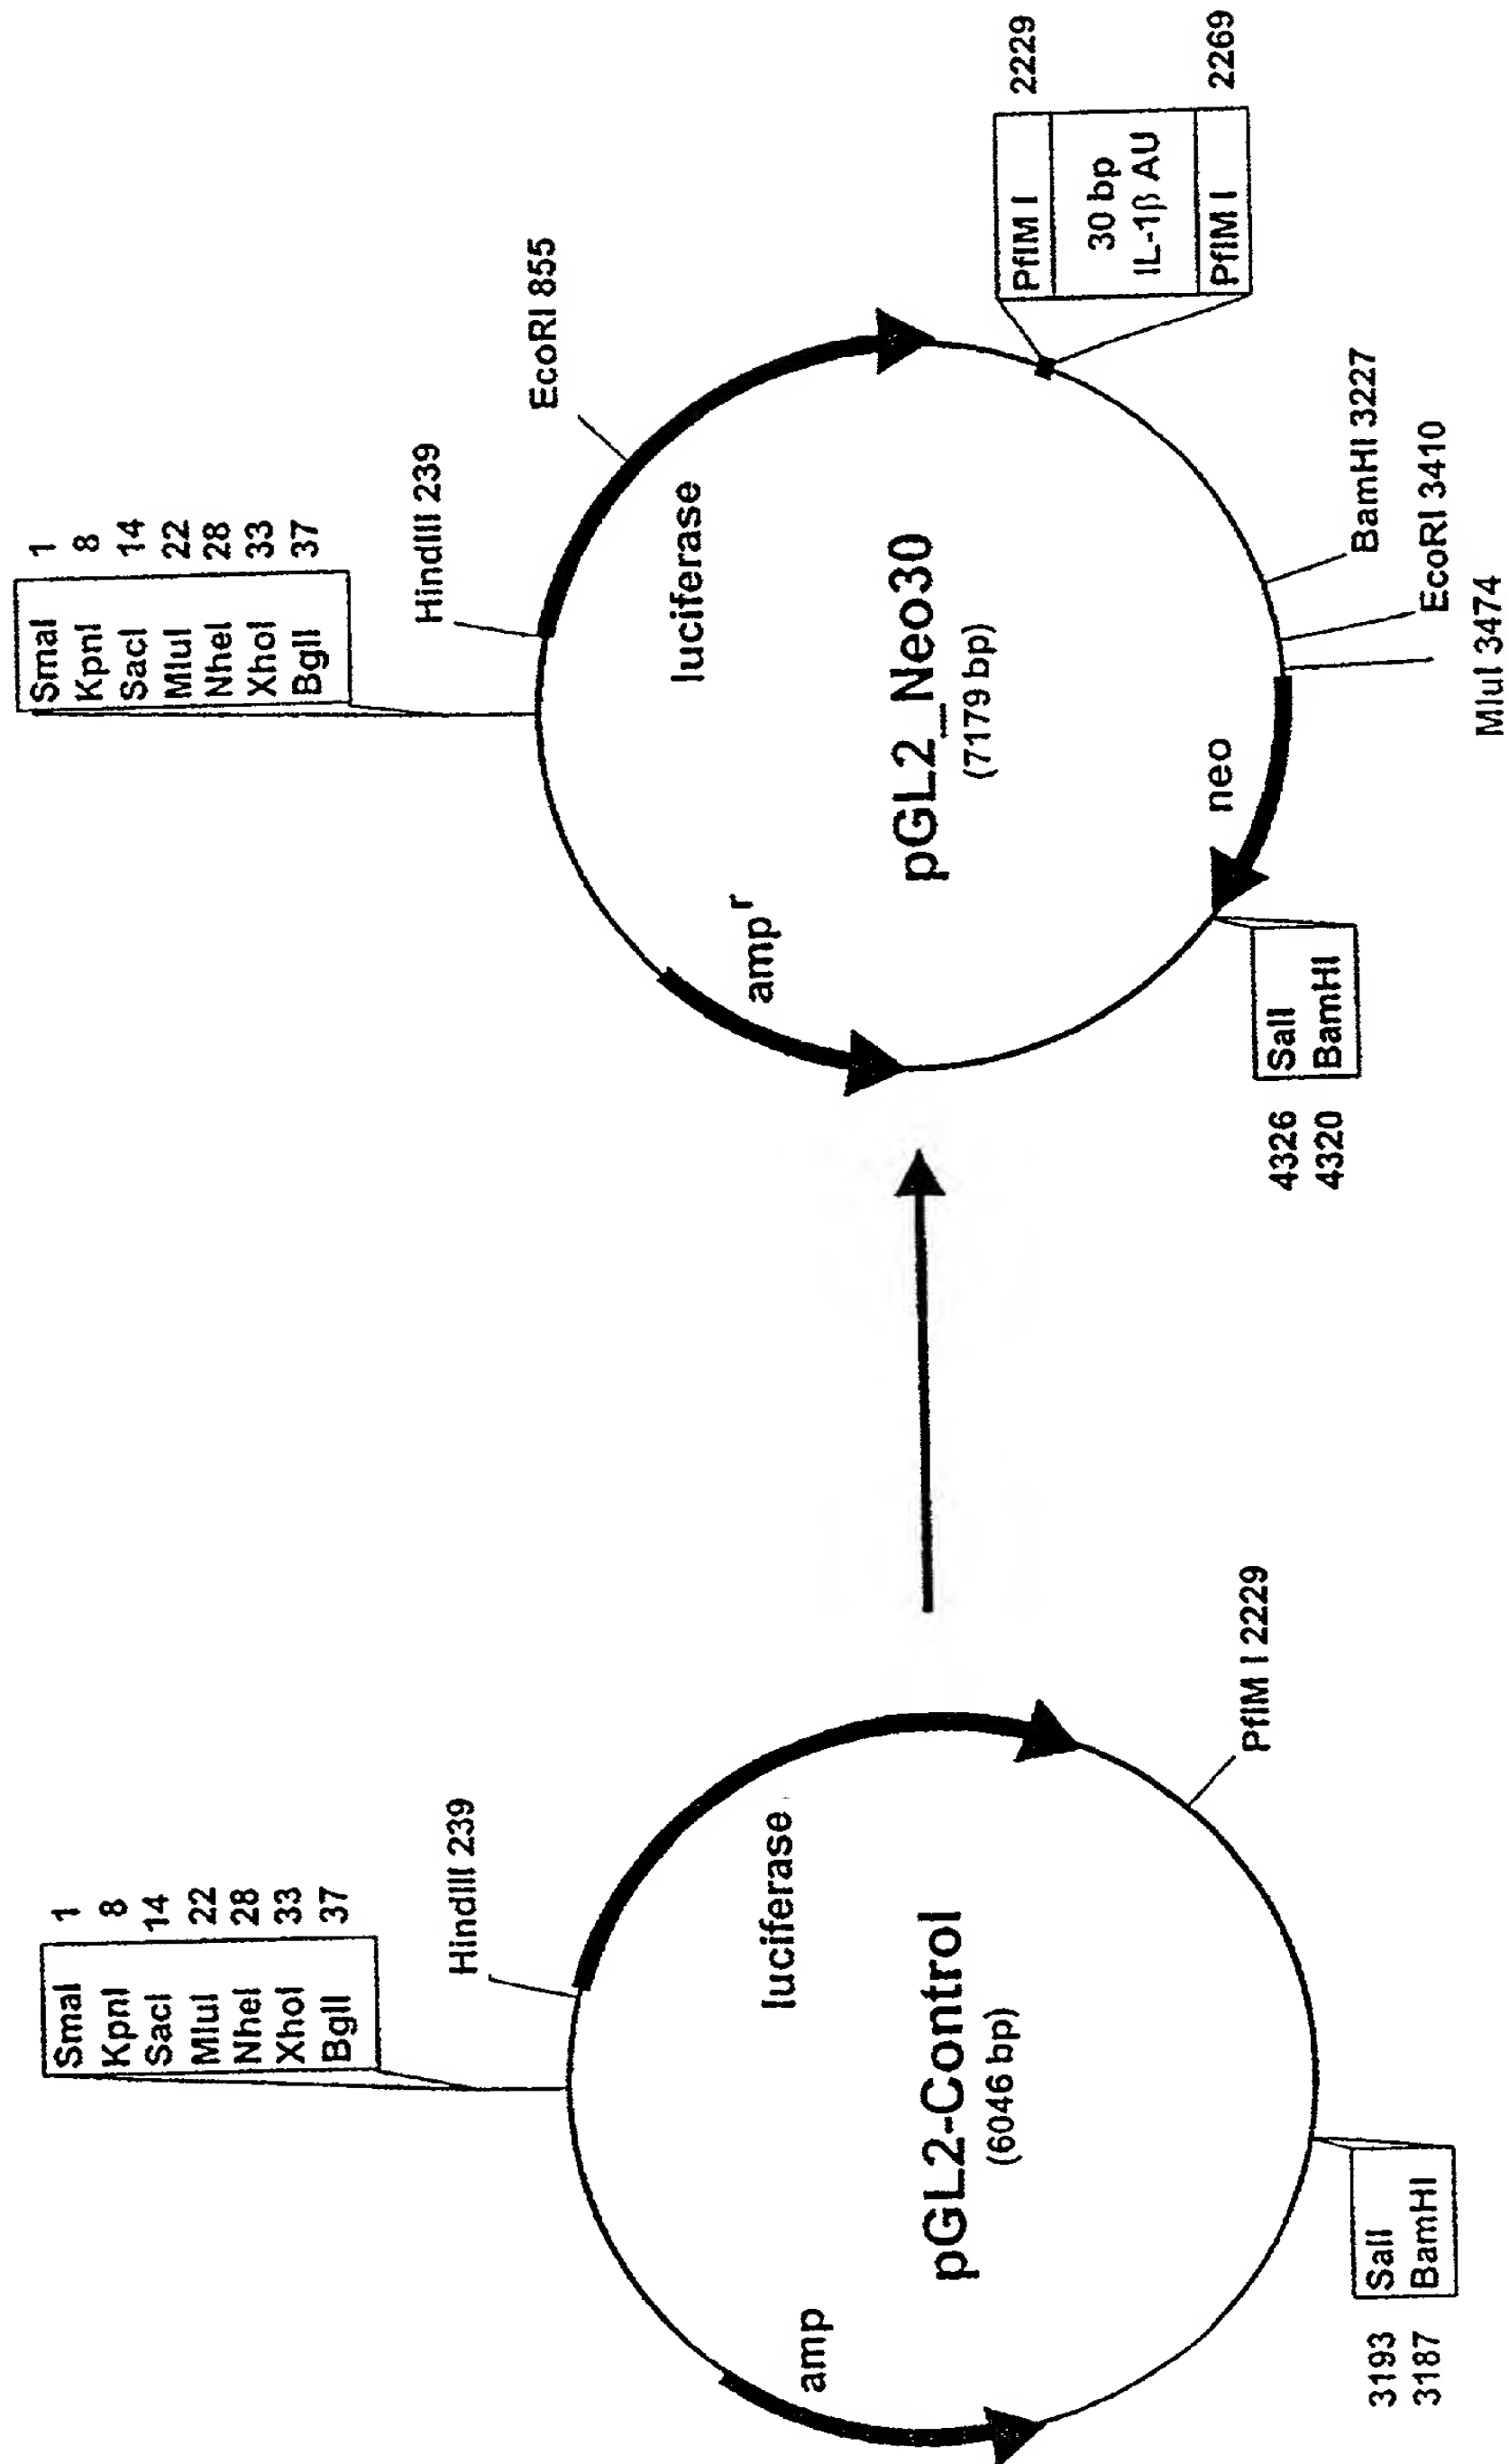 SmaI 1
KpnI 8
SacI 14
MluI 22
NheI 28
XhoI 33
BglI 37
HindIII 239
luciferase
pGL2-Control
(6046 bp)
amp
PflM I 2229
3193 SalI
3187 BamHI
SmaI 1
KpnI 8
SacI 14
MluI 22
NheI 28
XhoI 33
BglI 37
HindIII 239
EcoRI 855
luciferase
pGL2_Neo30
(7179 bp)
amp r
PflM I 2229
30 bp
IL-1β AU
PflM I 2269
neo
BamHI 3227
EcoRI 3410
MluI 3474
4326 SalI
4320 BamHI